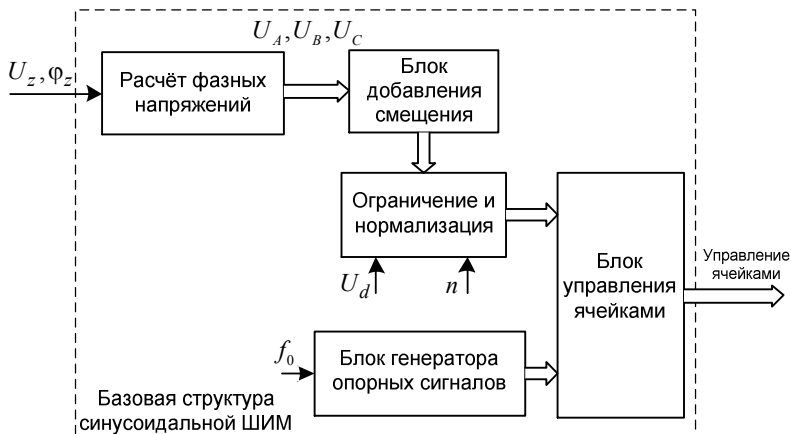 U_A, U_B, U_C
U_z, φ_z
Расчёт фазных
напряжений
Блок
добавления
смещения
Ограничение и
нормализация
U_d
n
Блок
управления
ячейками
Управление
ячейками
f_0
Блок генератора
опорных сигналов
Базовая структура
синусоидальной ШИМ